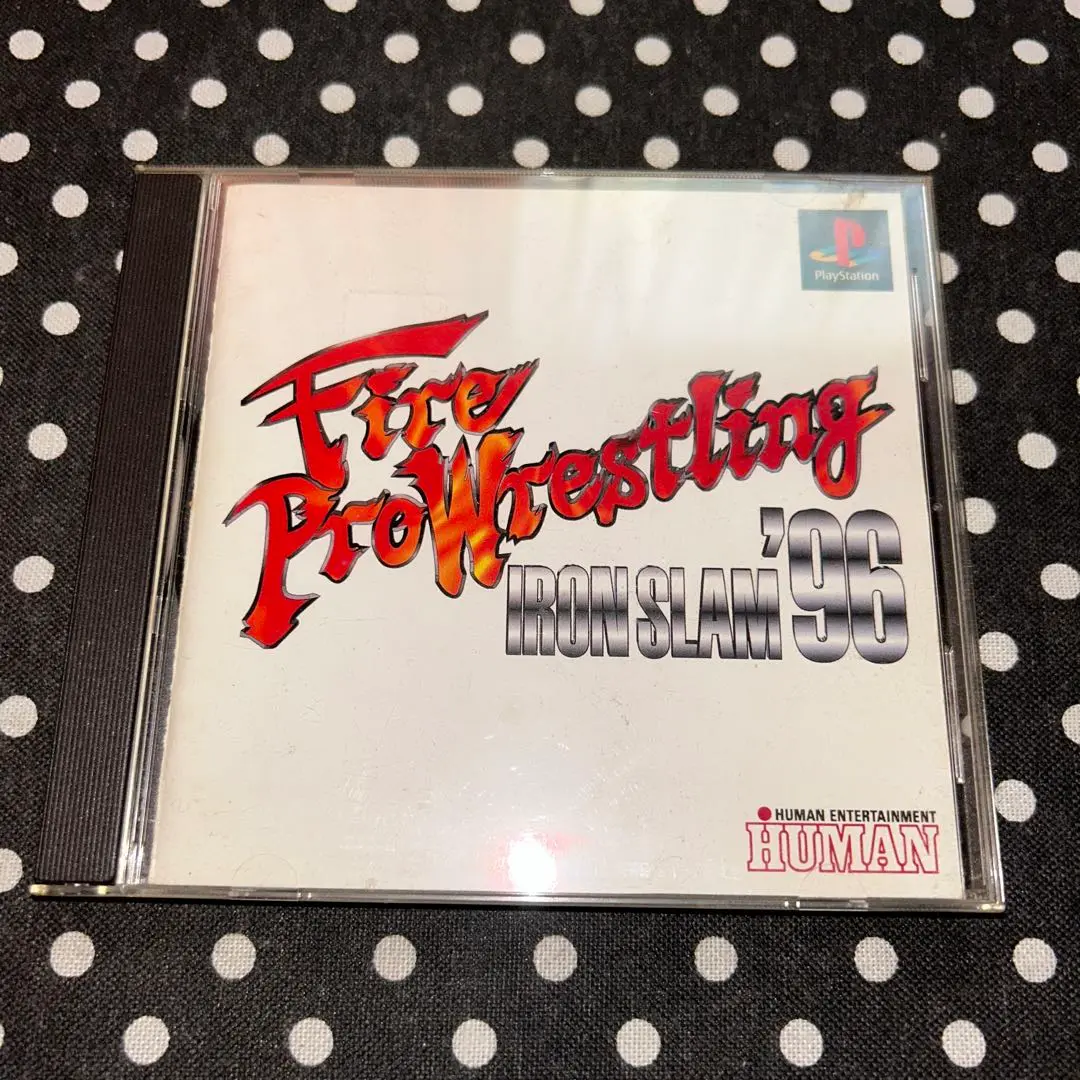 PlayStation
Fire
ProWrestling
IRON SLAM '96
HUMAN ENTERTAINMENT
HUMAN